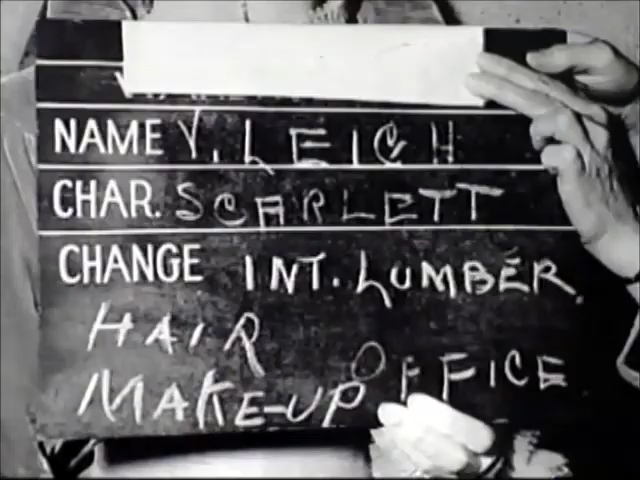 NAME V. LEIGH
CHAR. SCARLETT
CHANGE INT. LUMBER.
HAIR OFFICE
MAKE-UP